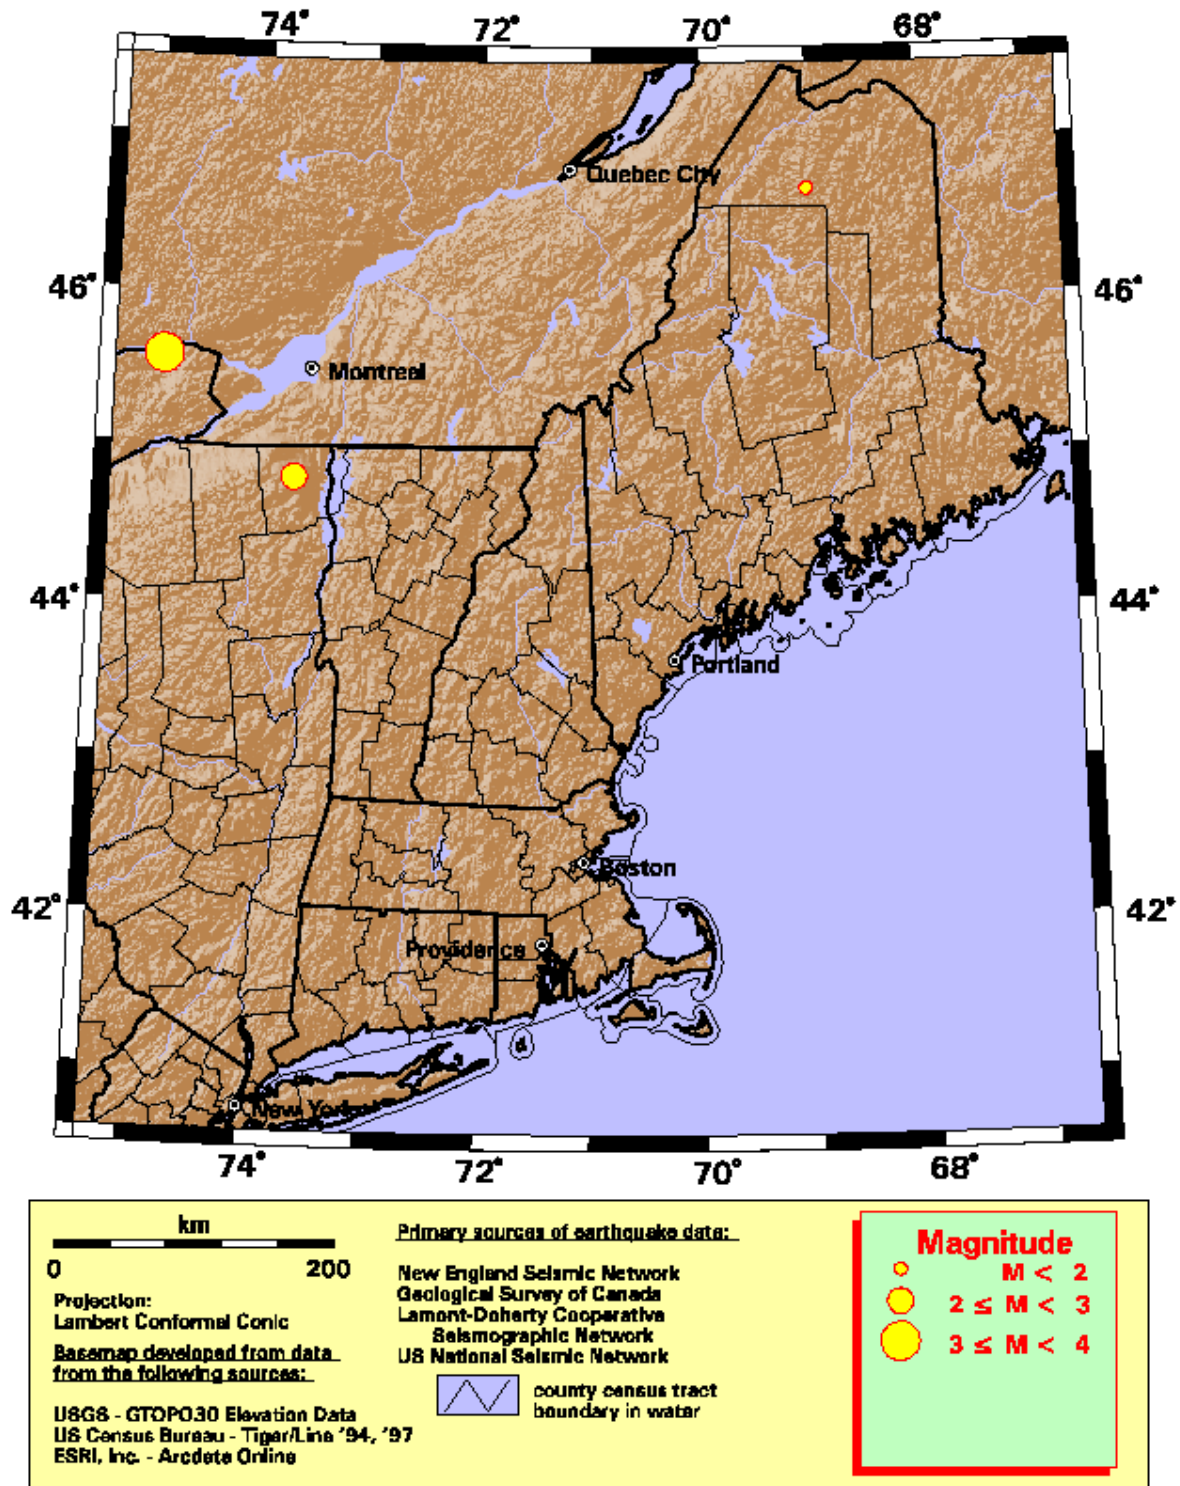 74° 72° 70° 68°
Quebec City
46° 46°
Montreal
44° 44°
Portland
Boston
42° 42°
Providence
New York
74° 72° 70° 68°
km
0 200
Projection:
Lambert Conformal Conic
Basemap developed from data
from the following sources:
USGS - GTOPO30 Elevation Data
US Census Bureau - Tiger/Line '94, '97
ESRI, Inc. - Arcdata Online
Primary sources of earthquake data:
New England Seismic Network
Geological Survey of Canada
Lamont-Doherty Cooperative
Seismographic Network
US National Seismic Network
county census tract
boundary in water
Magnitude
M < 2
2 ≤ M < 3
3 ≤ M < 4